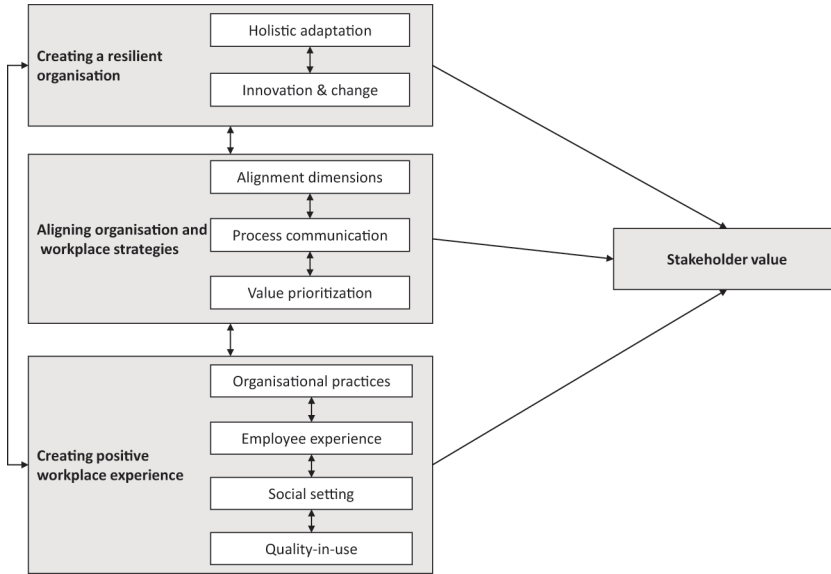 Creating a resilient
organisation
Holistic adaptation
Innovation & change
Aligning organisation and
workplace strategies
Alignment dimensions
Process communication
Value prioritization
Creating positive
workplace experience
Organisational practices
Employee experience
Social setting
Quality-in-use
Stakeholder value